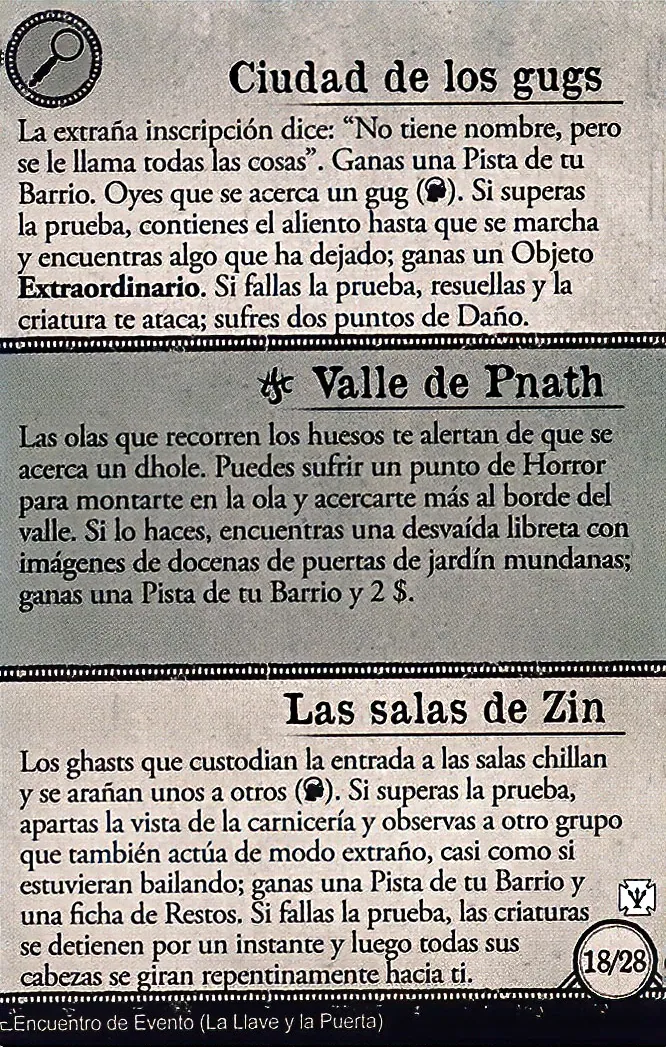 Ciudad de los gugs
La extraña inscripción dice: “No tiene nombre, pero
se le llama todas las cosas”. Ganas una Pista de tu
Barrio. Oyes que se acerca un gug (). Si superas
la prueba, contienes el aliento hasta que se marcha
y encuentras algo que ha dejado; ganas un Objeto
Extraordinario. Si fallas la prueba, resuellas y la
criatura te ataca; sufres dos puntos de Daño.
Valle de Pnath
Las olas que recorren los huesos te alertan de que se
acerca un dhole. Puedes sufrir un punto de Horror
para montarte en la ola y acercarte más al borde del
valle. Si lo haces, encuentras una desvaída libreta con
imágenes de docenas de puertas de jardín mundanas;
ganas una Pista de tu Barrio y 2 $.
Las salas de Zin
Los ghasts que custodian la entrada a las salas chillan
y se arañan unos a otros (). Si superas la prueba,
apartas la vista de la carnicería y observas a otro grupo
que también actúa de modo extraño, casi como si
estuvieran bailando; ganas una Pista de tu Barrio y
una ficha de Restos. Si fallas la prueba, las criaturas
se detienen por un instante y luego todas sus
cabezas se giran repentinamente hacia ti.
18/28
Encuentro de Evento (La Llave y la Puerta)